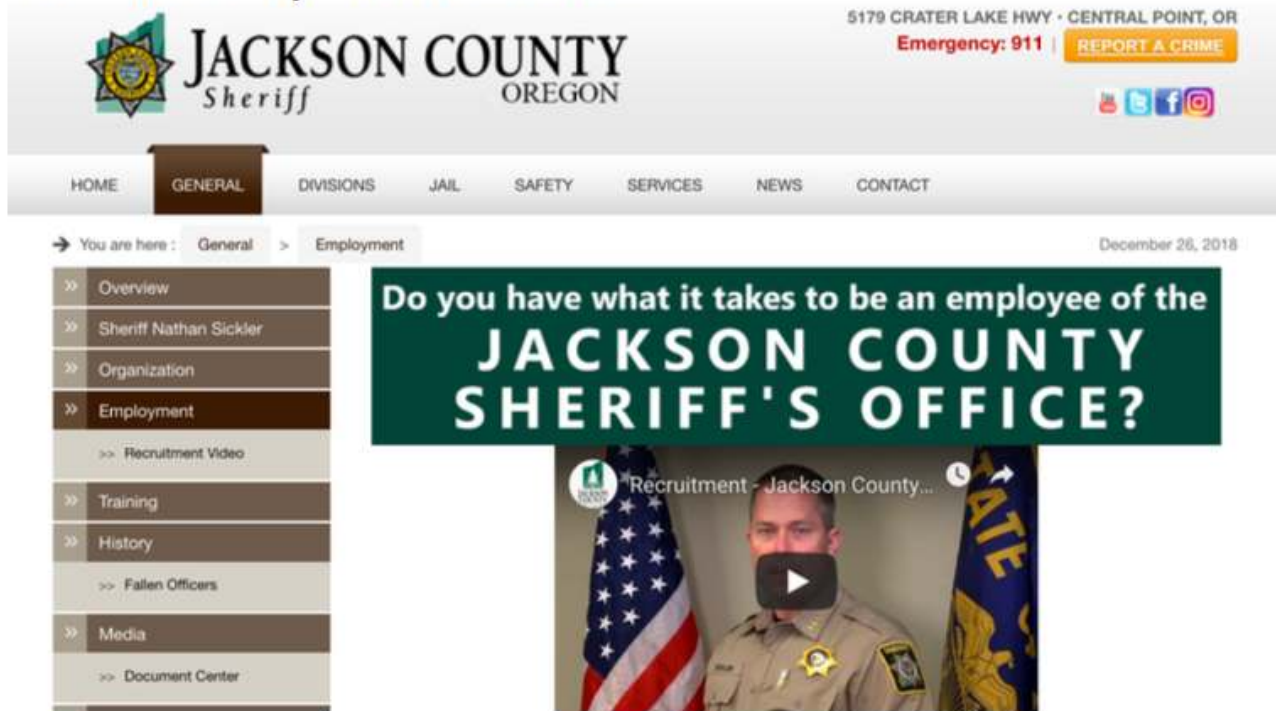 5179 CRATER LAKE HWY · CENTRAL POINT, OR
Emergency: 911 | REPORT A CRIME
JACKSON COUNTY
Sheriff OREGON
HOME GENERAL DIVISIONS JAIL SAFETY SERVICES NEWS CONTACT
You are here : General > Employment
December 26, 2018
>> Overview
>> Sheriff Nathan Sickler
>> Organization
>> Employment
>> Recruitment Video
>> Training
>> History
>> Fallen Officers
>> Media
>> Document Center
Do you have what it takes to be an employee of the
JACKSON COUNTY
SHERIFF'S OFFICE?
Recruitment - Jackson County...
STATE